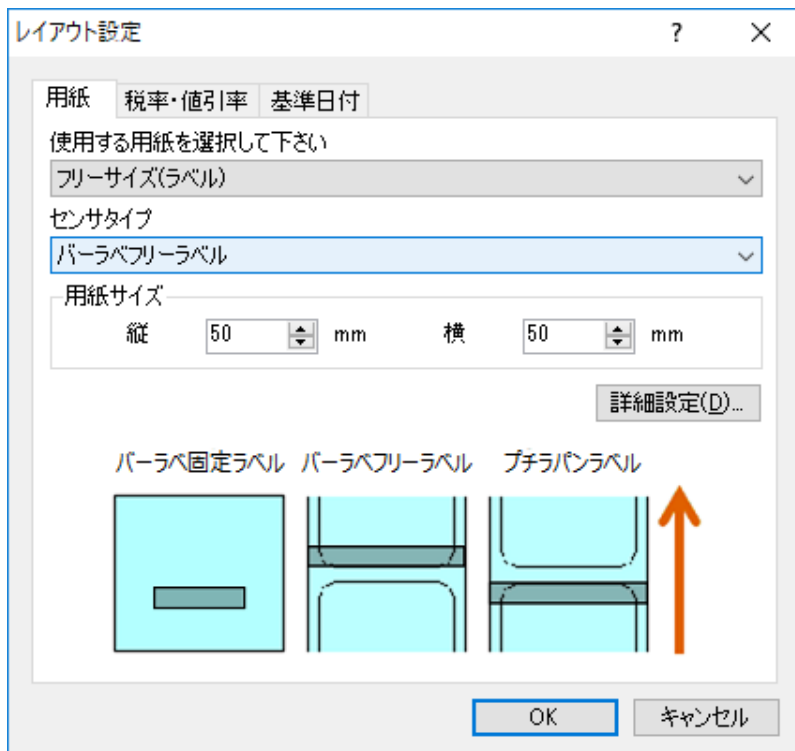 レイアウト設定 ?
用紙 税率・値引率 基準日付
使用する用紙を選択して下さい
フリーサイズ(ラベル)
センサタイプ
バーラベフリーラベル
用紙サイズ
縦 50 mm 横 50 mm
詳細設定(D)...
バーラベ固定ラベル バーラベフリーラベル プチラパンラベル
OK キャンセル